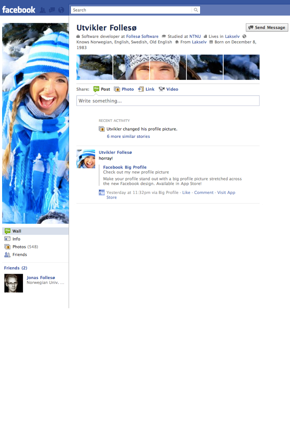 facebook
Search
Utvikler Follesø
Send Message
Software developer at Follesø Software Studied at NTNU Lives in Lakselv
Knows Norwegian, English, Swedish, Old English From Lakselv Born on December 8,
1983
Share: Post Photo Link Video
Write something...
RECENT ACTIVITY
Utvikler changed his profile picture.
6 more similar stories
Utvikler Follesø
horray!
Facebook Big Profile
Check out my new profile picture
Make your profile stand out with a big profile picture stretched across
the new Facebook design. Available in App Store!
Yesterday at 11:33pm via Big Profile · Like · Comment · Visit App
Store
Wall
Info
Photos (549)
Friends
Friends (2)
Jonas Follesø
Norwegian Univ...